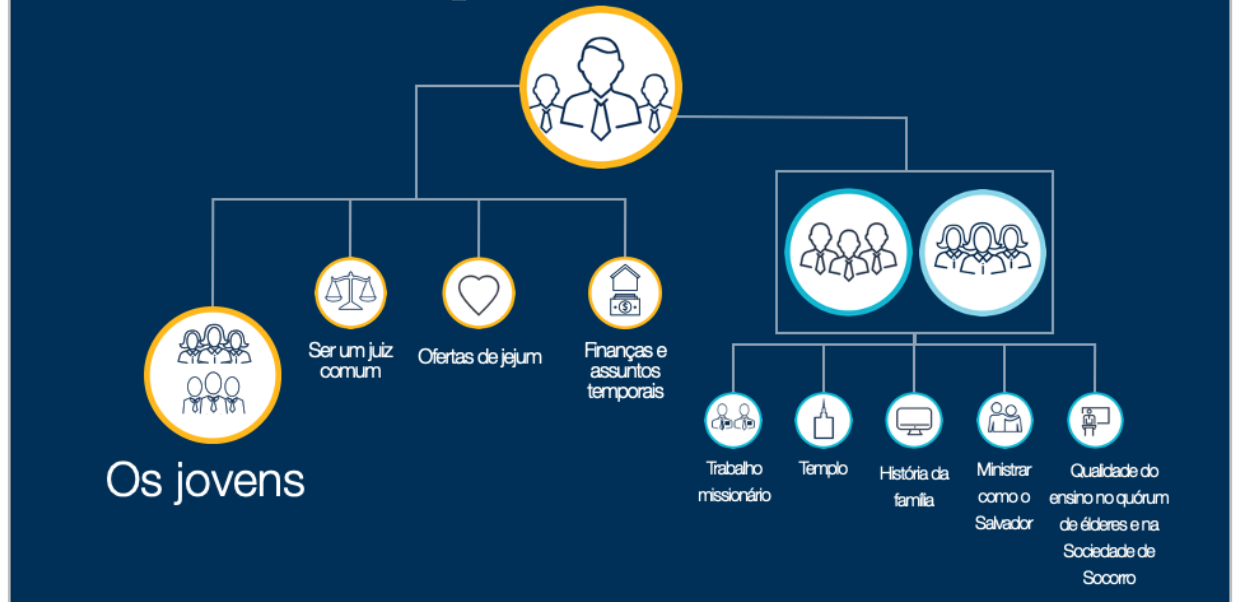 Os jovens
Ser um juiz
comum
Ofertas de jejum
Finanças e
assuntos
temporais
Trabalho
missionário
Templo
História da
família
Ministrar
como o
Salvador
Qualidade do
ensino no quórum
de élderes e na
Sociedade de
Socorro